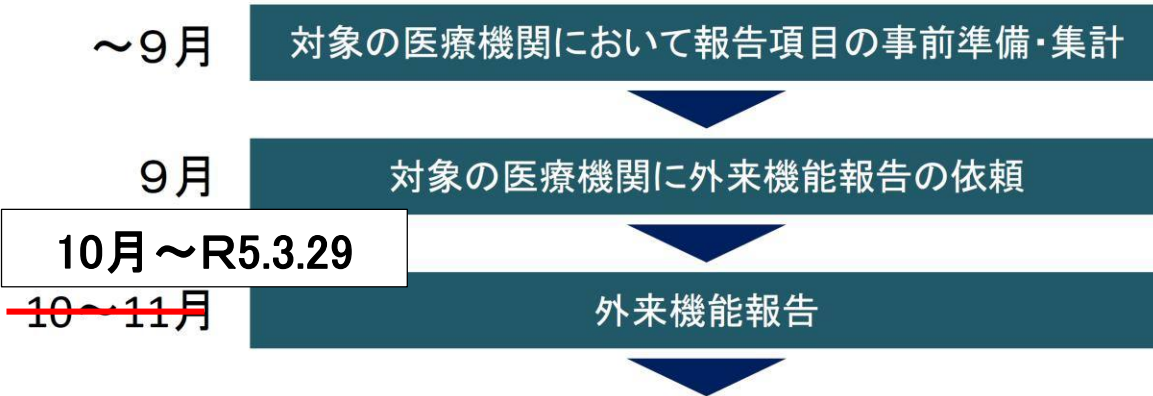 ～９月
対象の医療機関において報告項目の事前準備・集計
９月
対象の医療機関に外来機能報告の依頼
10月～R5.3.29
10～11月
外来機能報告